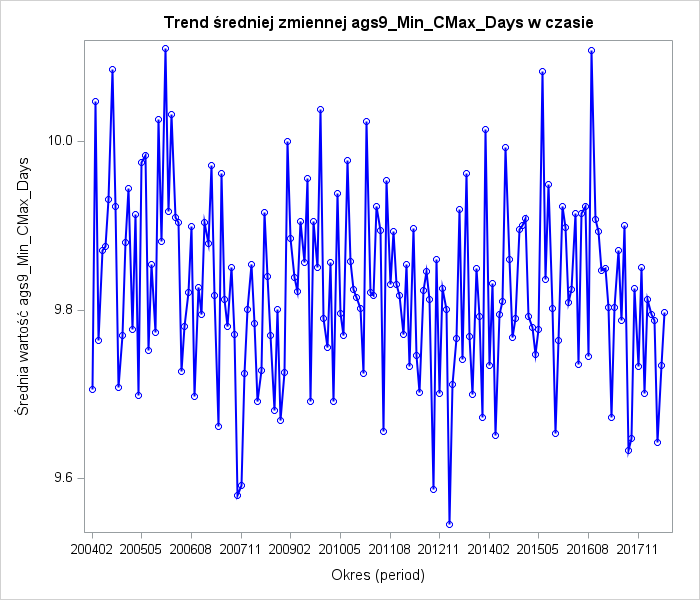 Trend średniej zmiennej ags9_Min_CMax_Days w czasie
Średnia wartość ags9_Min_CMax_Days
10.0
9.8
9.6
200402 200505 200608 200711 200902 201005 201108 201211 201402 201505 201608 201711
Okres (period)